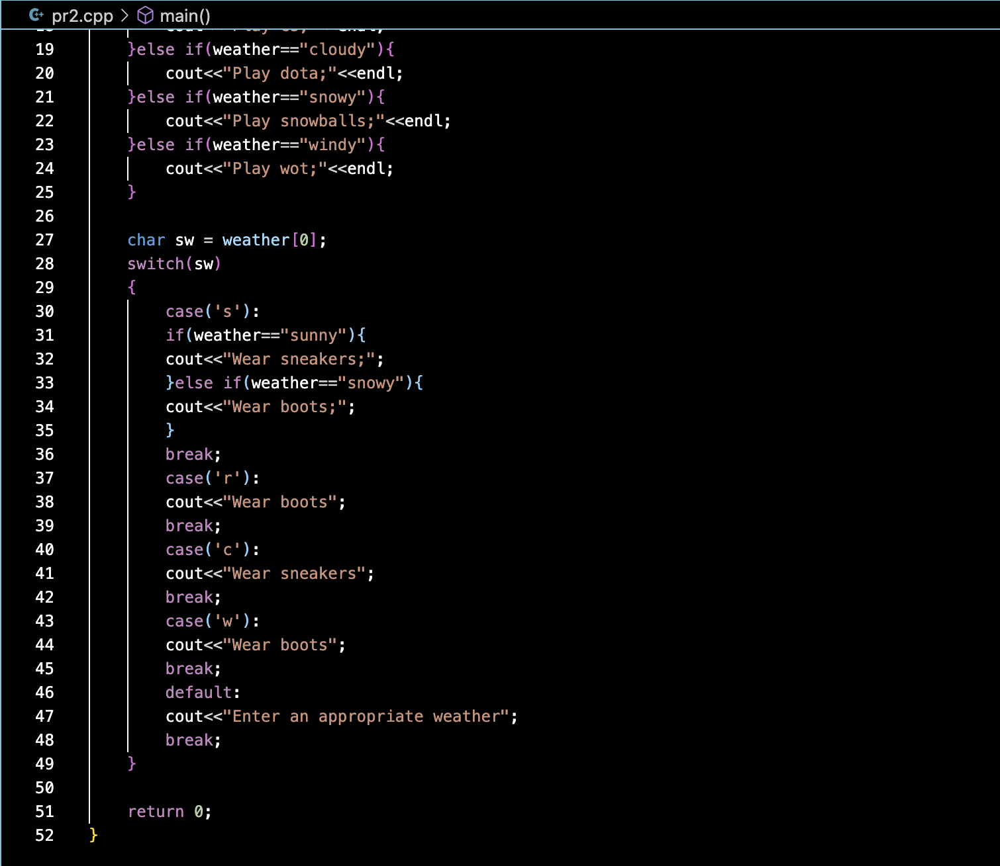 pr2.cpp > main()
19 }else if(weather=="cloudy"){
20 cout<<"Play dota;"<<endl;
21 }else if(weather=="snowy"){
22 cout<<"Play snowballs;"<<endl;
23 }else if(weather=="windy"){
24 cout<<"Play wot;"<<endl;
25 }
26
27 char sw = weather[0];
28 switch(sw)
29 {
30 case('s'):
31 if(weather=="sunny"){
32 cout<<"Wear sneakers;";
33 }else if(weather=="snowy"){
34 cout<<"Wear boots;";
35 }
36 break;
37 case('r'):
38 cout<<"Wear boots";
39 break;
40 case('c'):
41 cout<<"Wear sneakers";
42 break;
43 case('w'):
44 cout<<"Wear boots";
45 break;
46 default:
47 cout<<"Enter an appropriate weather";
48 break;
49 }
50
51 return 0;
52 }